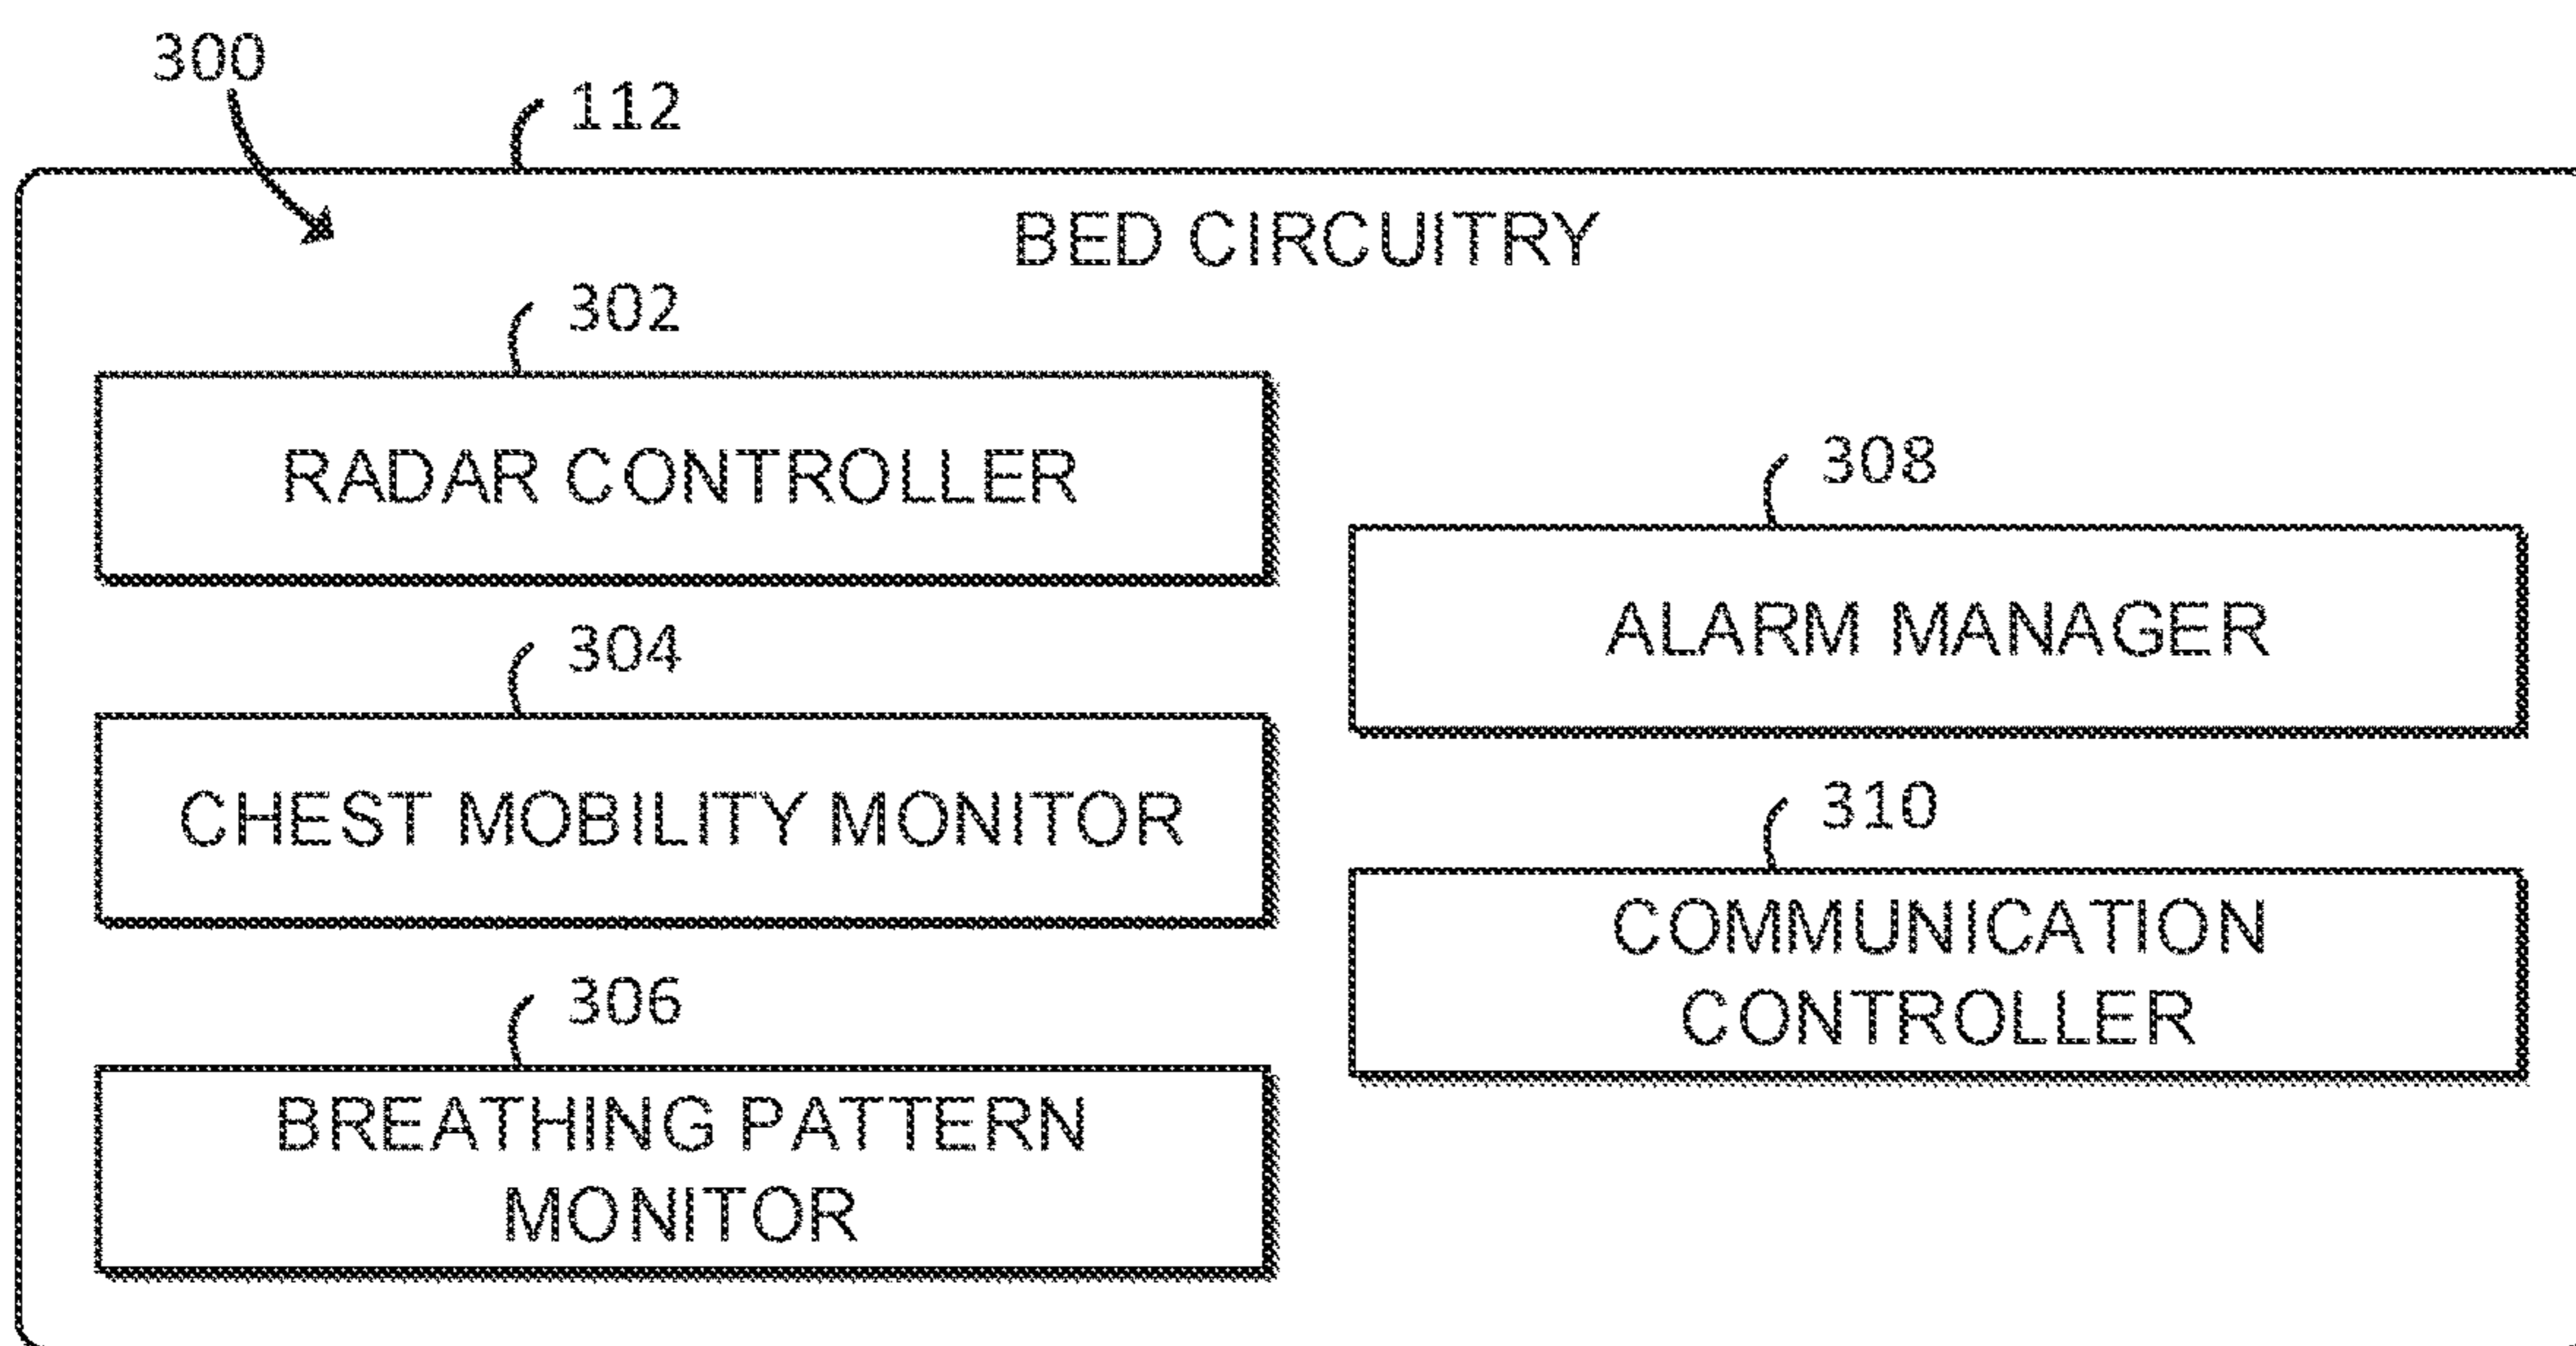 300
112
BED CIRCUITRY
302
RADAR CONTROLLER
304
CHEST MOBILITY MONITOR
306
BREATHING PATTERN
MONITOR
308
ALARM MANAGER
310
COMMUNICATION
CONTROLLER